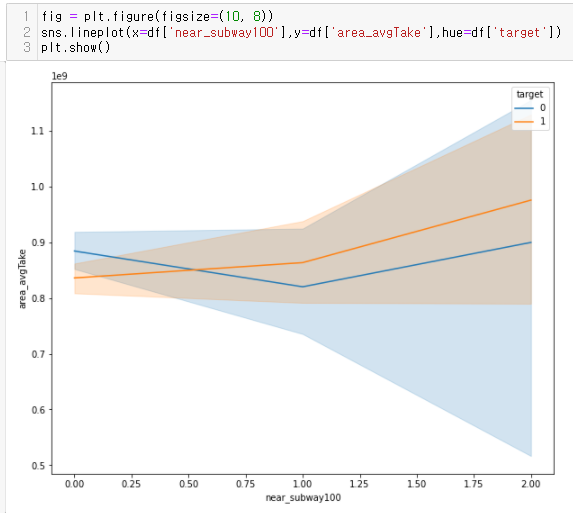 1 fig = plt.figure(figsize=(10, 8))
2 sns.lineplot(x=df['near_subway100'],y=df['area_avgTake'],hue=df['target'])
3 plt.show()
1e9
target
0
1
1.1
1.0
0.9
0.8
0.7
0.6
0.5
area_avgTake
0.00 0.25 0.50 0.75 1.00 1.25 1.50 1.75 2.00
near_subway100